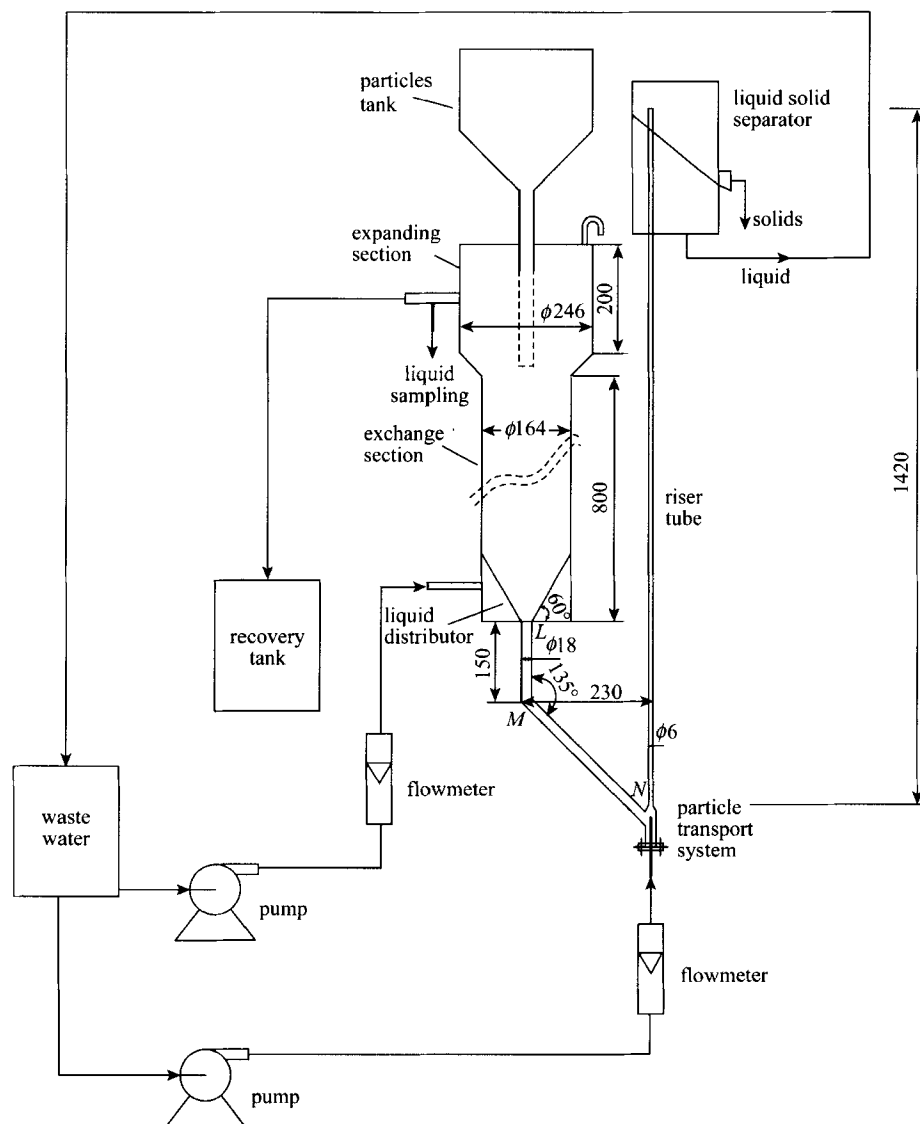 particles
tank
liquid solid
separator
solids
liquid
expanding
section
200
ϕ246
liquid
sampling
ϕ164
exchange
section
800
1420
riser
tube
60°
liquid
distributor
L
recovery
tank
150
ϕ18
135°
230
M
ϕ6
N
flowmeter
particle
transport
system
waste
water
pump
flowmeter
pump